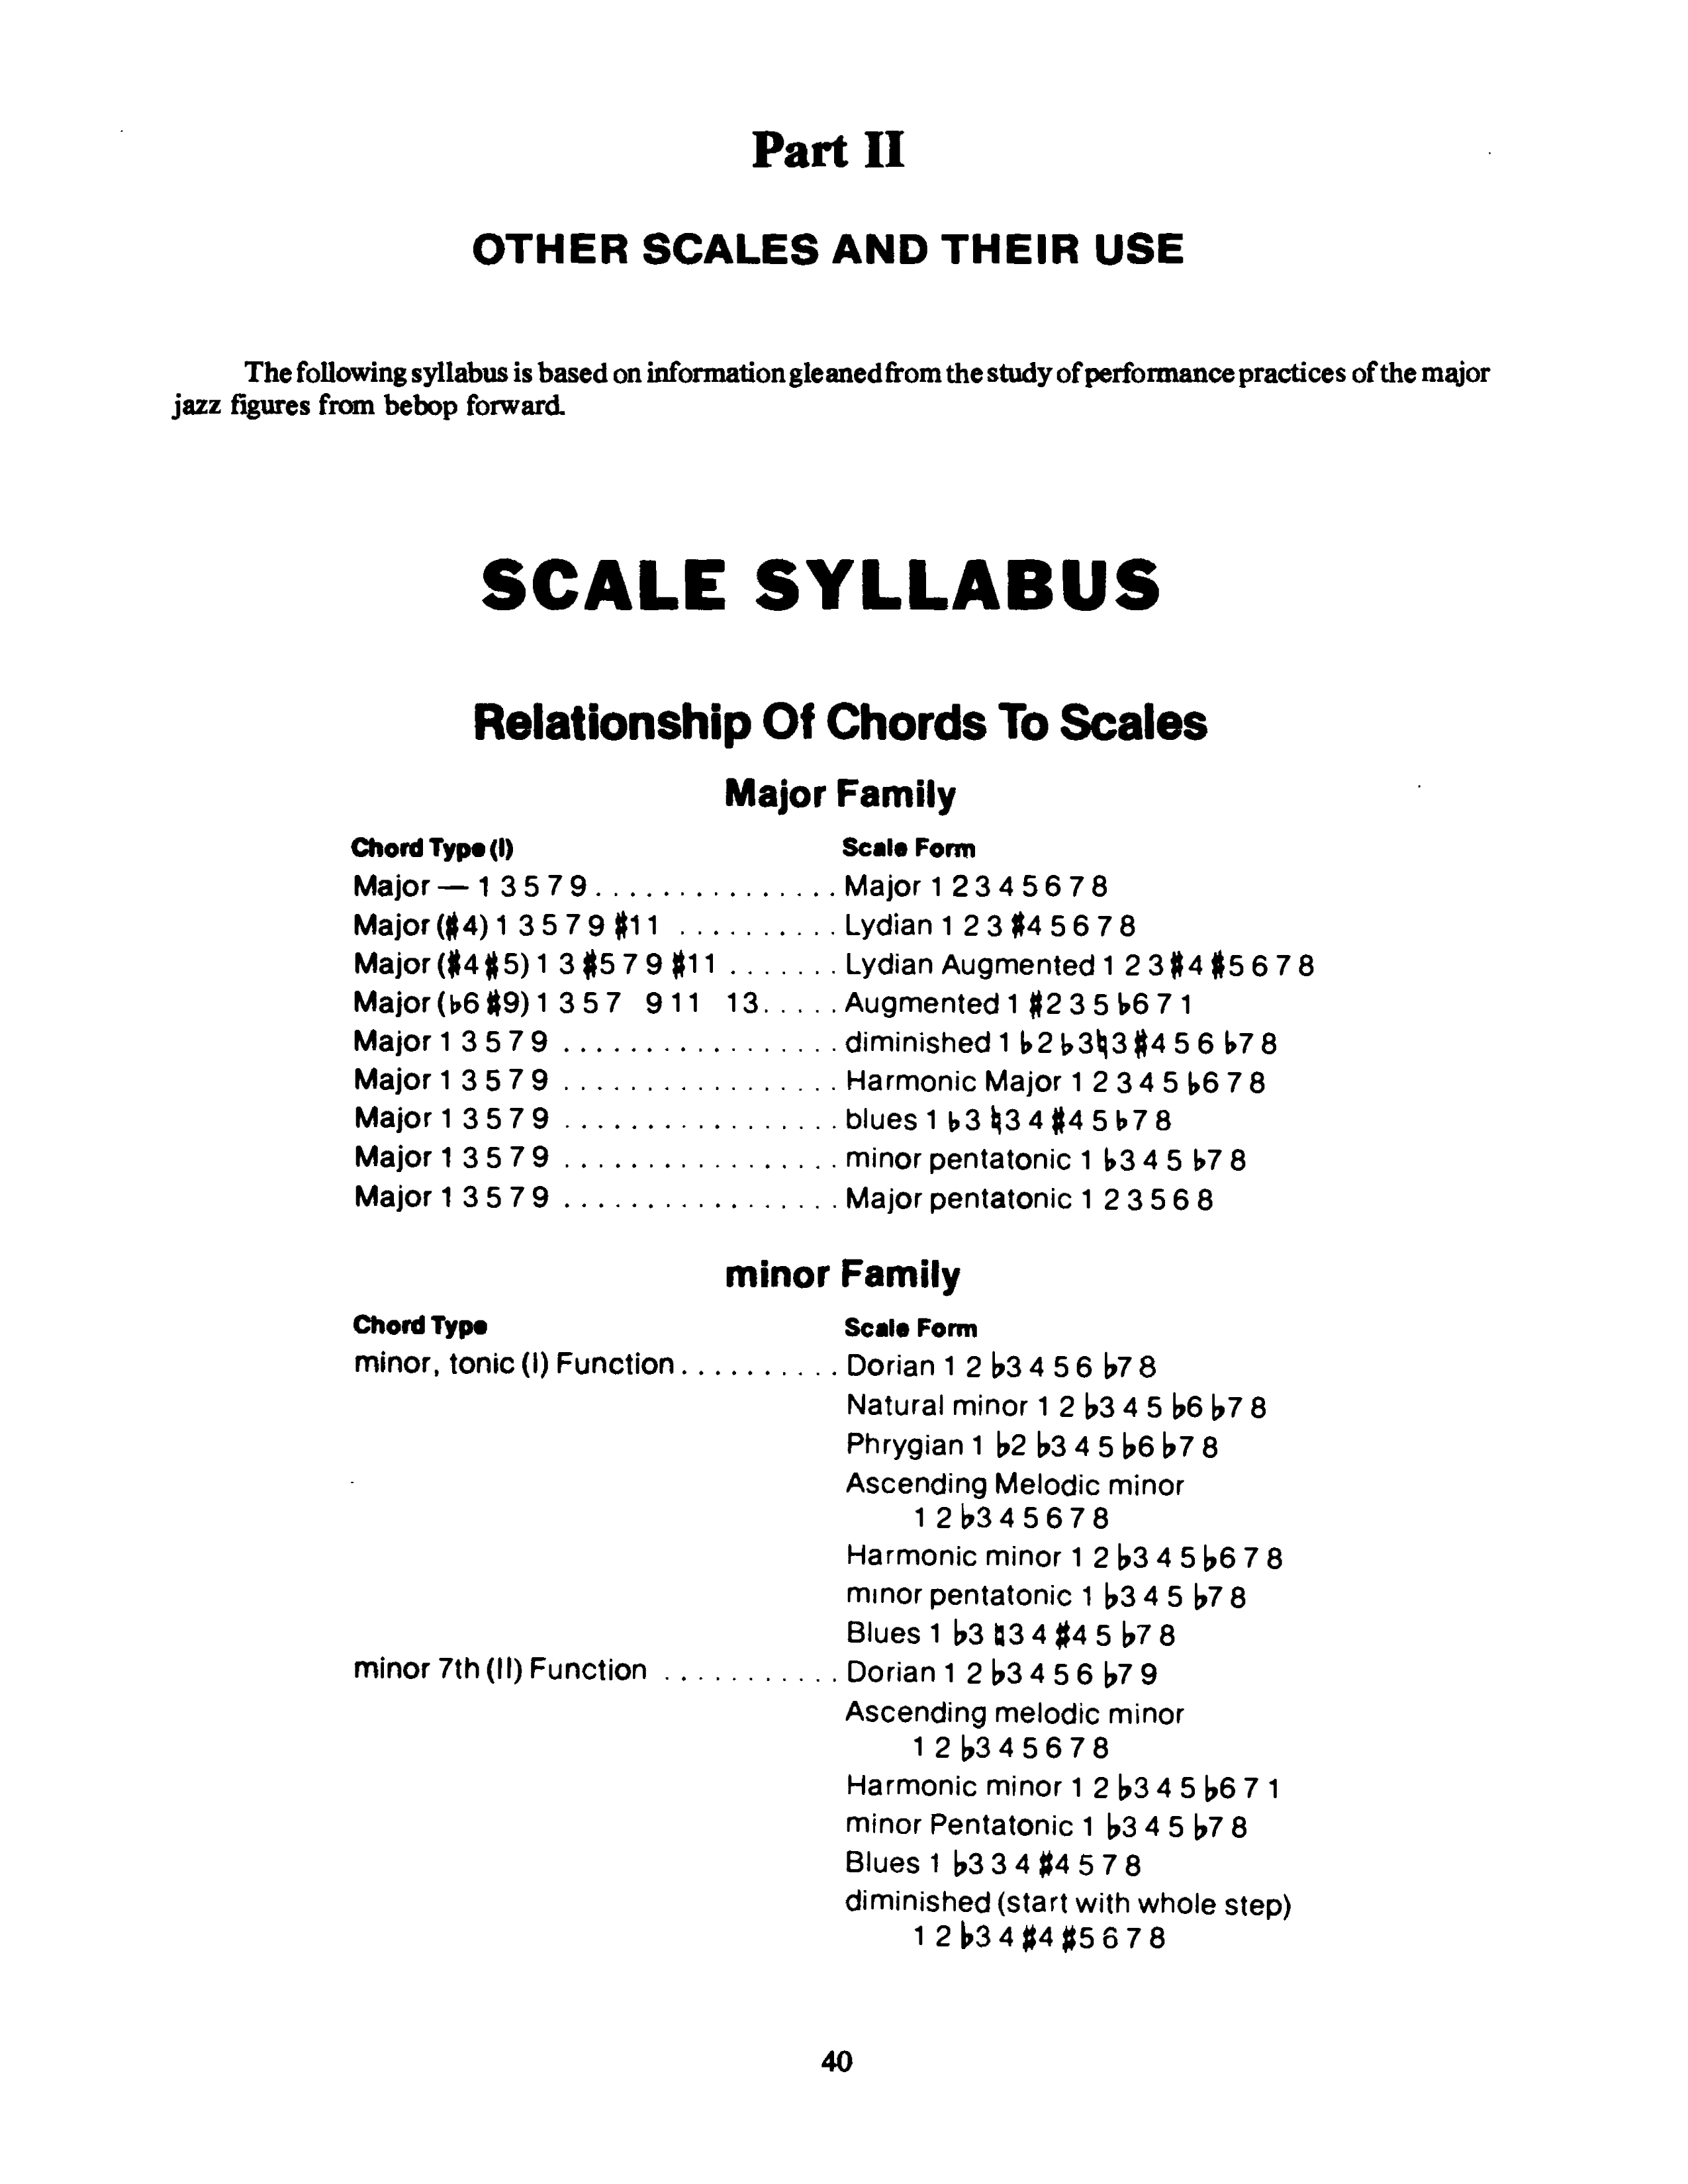 Part II
OTHER SCALES AND THEIR USE
The following syllabus is based on information gleaned from the study of performance practices of the major
jazz figures from bebop forward.
SCALE SYLLABUS
Relationship Of Chords To Scales
Major Family
Chord Type (I) Scale Form
Major — 1 3 5 7 9 . . . . . . . . . . . . . . . Major 1 2 3 4 5 6 7 8
Major (♯4) 1 3 5 7 9 ♯11 . . . . . . . . . . Lydian 1 2 3 ♯4 5 6 7 8
Major (♯4 ♯5) 1 3 ♯5 7 9 ♯11 . . . . . . . Lydian Augmented 1 2 3 ♯4 ♯5 6 7 8
Major (♭6 ♯9) 1 3 5 7 9 11 13 . . . . . Augmented 1 ♯2 3 5 ♭6 7 1
Major 1 3 5 7 9 . . . . . . . . . . . . . . . . . diminished 1 ♭2 ♭3 ♮3 ♯4 5 6 ♭7 8
Major 1 3 5 7 9 . . . . . . . . . . . . . . . . . Harmonic Major 1 2 3 4 5 ♭6 7 8
Major 1 3 5 7 9 . . . . . . . . . . . . . . . . . blues 1 ♭3 ♮3 4 ♯4 5 ♭7 8
Major 1 3 5 7 9 . . . . . . . . . . . . . . . . . minor pentatonic 1 ♭3 4 5 ♭7 8
Major 1 3 5 7 9 . . . . . . . . . . . . . . . . . Major pentatonic 1 2 3 5 6 8
minor Family
Chord Type Scale Form
minor, tonic (I) Function . . . . . . . . . . Dorian 1 2 ♭3 4 5 6 ♭7 8
Natural minor 1 2 ♭3 4 5 ♭6 ♭7 8
Phrygian 1 ♭2 ♭3 4 5 ♭6 ♭7 8
Ascending Melodic minor
1 2 ♭3 4 5 6 7 8
Harmonic minor 1 2 ♭3 4 5 ♭6 7 8
minor pentatonic 1 ♭3 4 5 ♭7 8
Blues 1 ♭3 ♮3 4 ♯4 5 ♭7 8
minor 7th (II) Function . . . . . . . . . . . Dorian 1 2 ♭3 4 5 6 ♭7 9
Ascending melodic minor
1 2 ♭3 4 5 6 7 8
Harmonic minor 1 2 ♭3 4 5 ♭6 7 1
minor Pentatonic 1 ♭3 4 5 ♭7 8
Blues 1 ♭3 3 4 ♯4 5 7 8
diminished (start with whole step)
1 2 ♭3 4 ♯4 ♯5 6 7 8
40